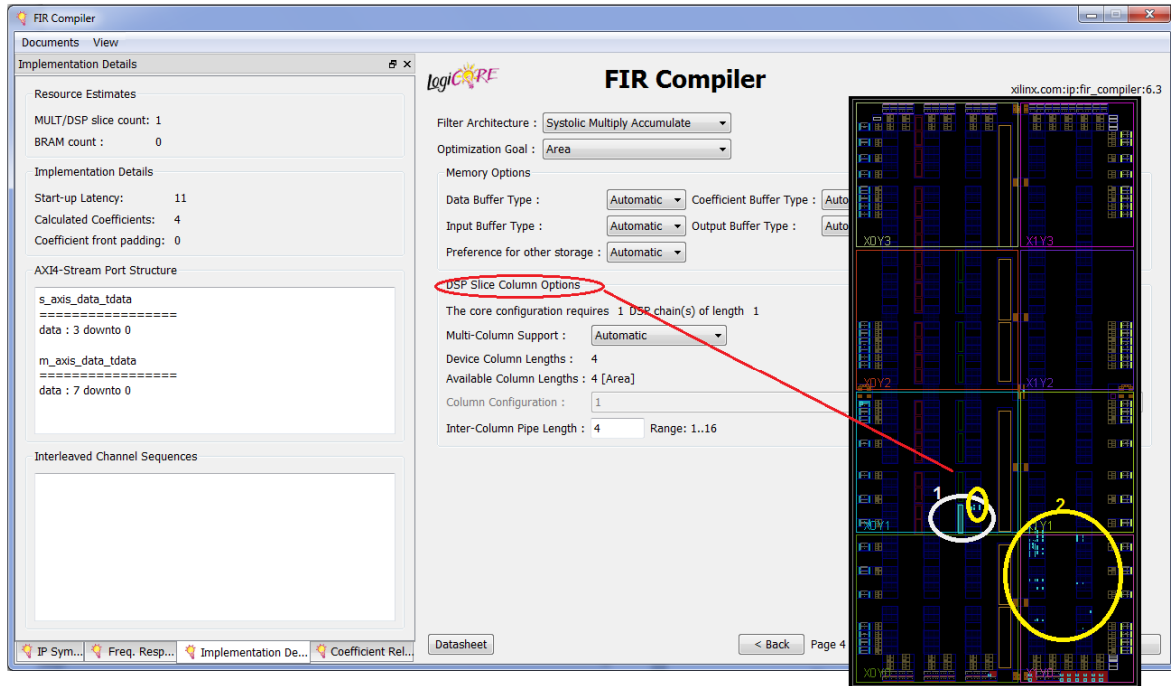 FIR Compiler
Documents View
Implementation Details
Resource Estimates
MULT/DSP slice count: 1
BRAM count : 0
Implementation Details
Start-up Latency: 11
Calculated Coefficients: 4
Coefficient front padding: 0
AXI4-Stream Port Structure
s_axis_data_tdata
=================
data : 3 downto 0
m_axis_data_tdata
=================
data : 7 downto 0
Interleaved Channel Sequences
IP Sym... Freq. Resp... Implementation De... Coefficient Rel...
logiCORE
FIR Compiler
xilinx.com:ip:fir_compiler:6.3
Filter Architecture : Systolic Multiply Accumulate
Optimization Goal : Area
Memory Options
Data Buffer Type : Automatic Coefficient Buffer Type : Auto
Input Buffer Type : Automatic Output Buffer Type : Auto
Preference for other storage : Automatic
DSP Slice Column Options
The core configuration requires 1 DSP chain(s) of length 1
Multi-Column Support : Automatic
Device Column Lengths : 4
Available Column Lengths : 4 [Area]
Column Configuration : 1
Inter-Column Pipe Length : 4 Range: 1..16
Datasheet < Back Page 4
X0Y3 X1Y3
X0Y2 X1Y2
1 2
X0Y1 X1Y1
X0Y0 X1Y0